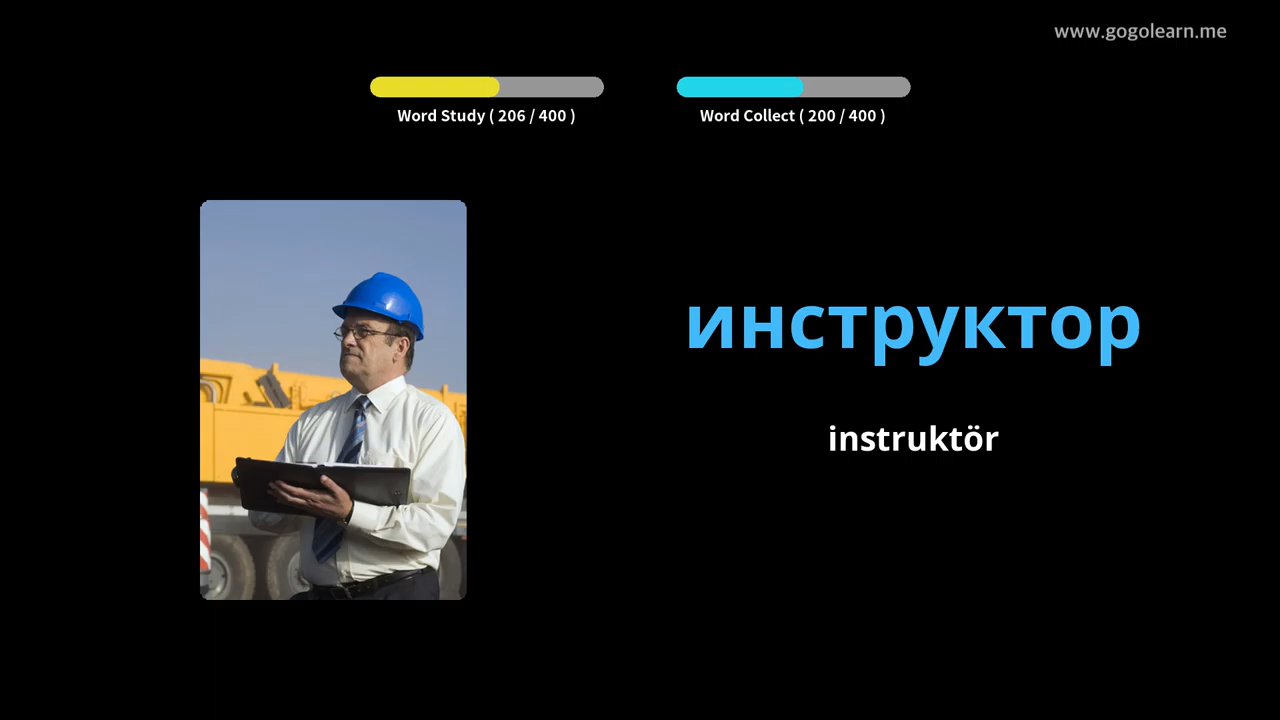 www.gogolearn.me
Word Study ( 206 / 400 )
Word Collect ( 200 / 400 )
инструктор
instruktör